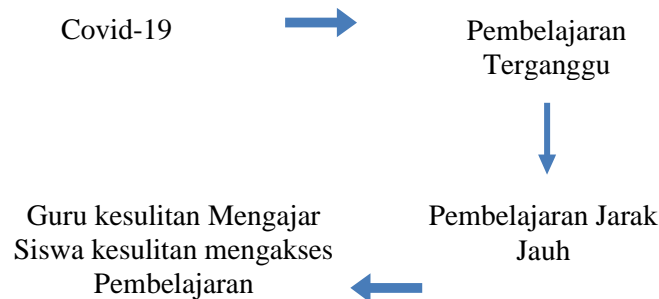 Covid-19
Pembelajaran
Terganggu
Pembelajaran Jarak
Jauh
Guru kesulitan Mengajar
Siswa kesulitan mengakses
Pembelajaran